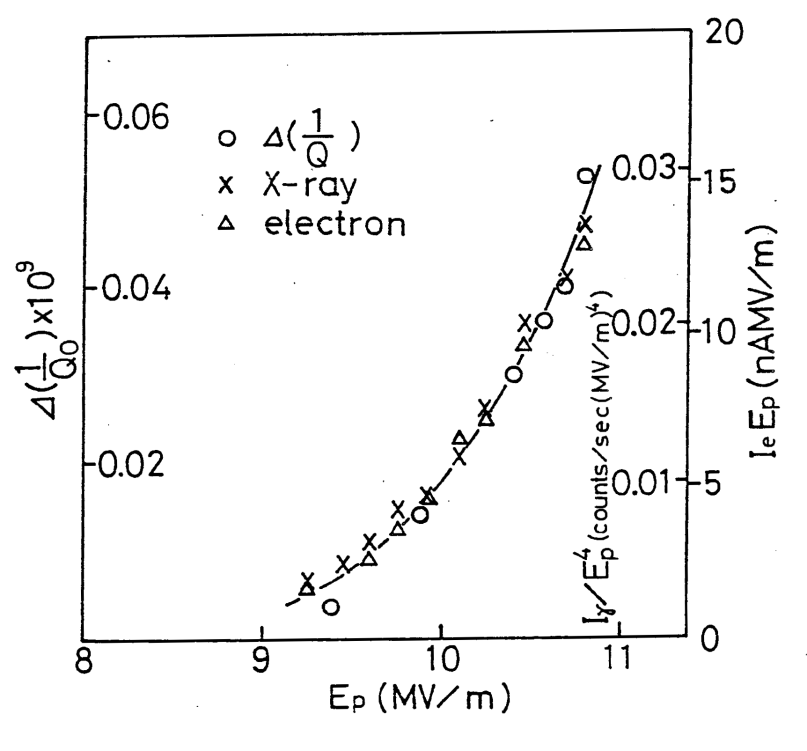 20
0.06
Δ(1/Q)
X-ray
electron
0.03
15
0.04
0.02
10
0.02
0.01
5
0
8
9
10
11
Ep (MV/m)
Δ(1/Q0)x10^9
Iγ/Ep^4 (counts/sec(MV/m)^4)
IeEp (nAMV/m)